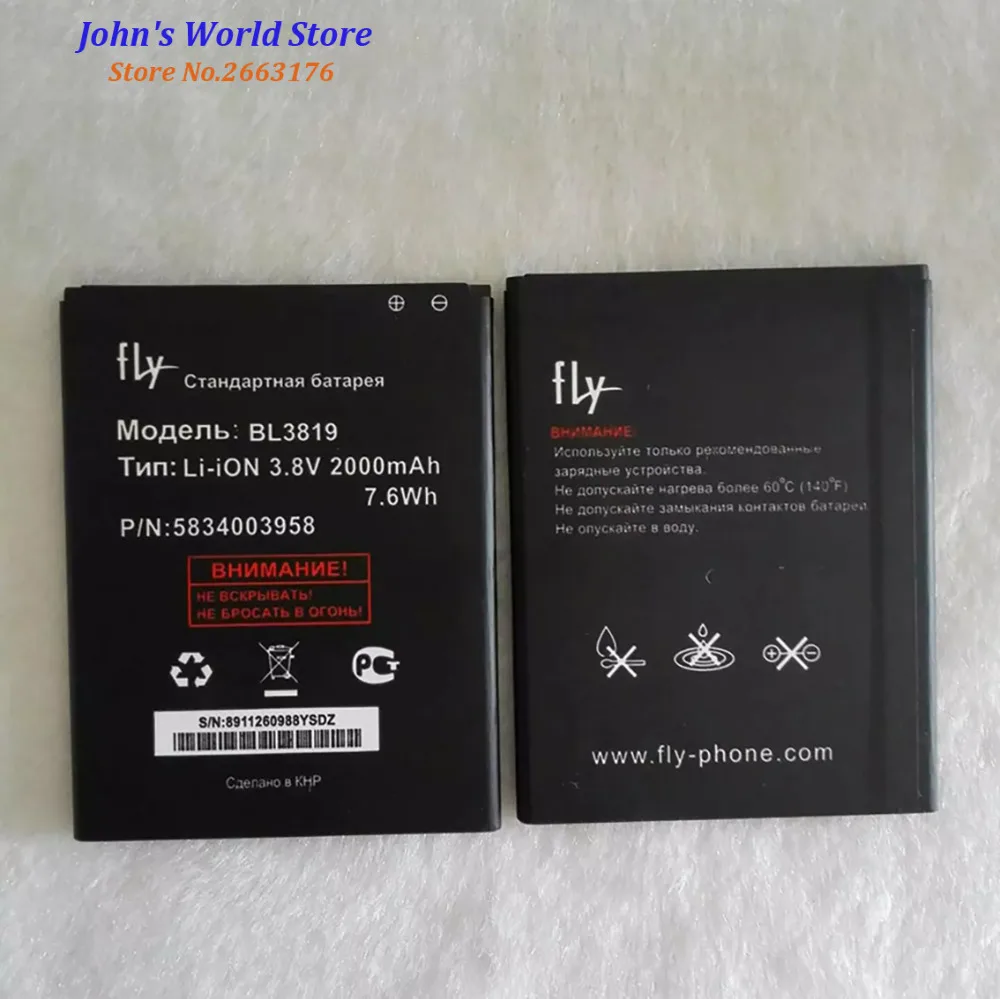 John's World Store
Store No.2663176
fly Стандартная батарея
Модель: BL3819
Тип: Li-iON 3.8V 2000mAh
7.6Wh
P/N:5834003958
ВНИМАНИЕ!
НЕ ВСКРЫВАТЬ!
НЕ БРОСАТЬ В ОГОНЬ!
РСТ
S/N:8911260988YSDZ
Сделано в КНР
fly
ВНИМАНИЕ:
Используйте только рекомендованные
зарядные устройства.
Не допускайте нагрева более 60°C (140°F)
Не допускайте замыкания контактов батареи
Не опускайте в воду.
www.fly-phone.com